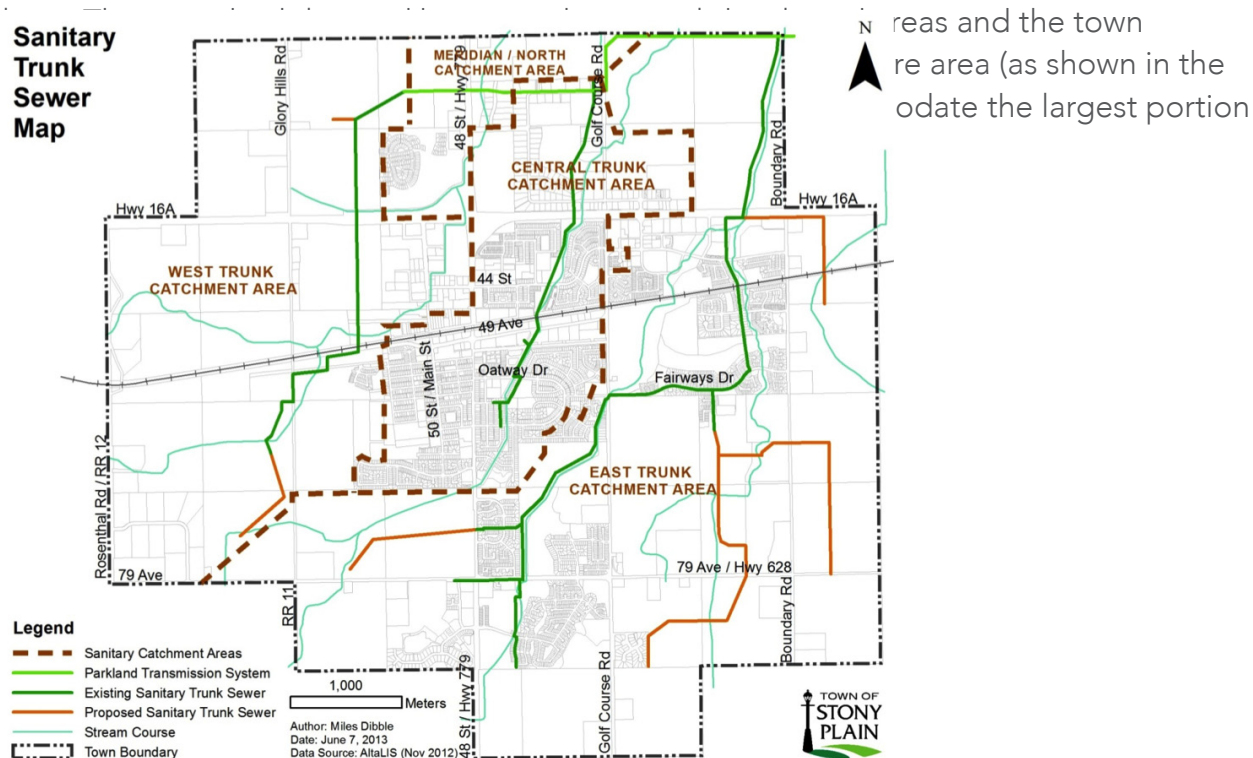 reas and the town
re area (as shown in the
odate the largest portion
Sanitary
Trunk
Sewer
Map
N
MERIDIAN / NORTH
CATCHMENT AREA
Glory Hills Rd
48 St / Hwy 779
Golf Course Rd
Boundary Rd
CENTRAL TRUNK
CATCHMENT AREA
Hwy 16A
Hwy 16A
WEST TRUNK
CATCHMENT AREA
44 St
49 Ave
50 St / Main St
Oatway Dr
Fairways Dr
Rosenthal Rd / RR 12
EAST TRUNK
CATCHMENT AREA
79 Ave
79 Ave / Hwy 628
RR 11
Boundary Rd
48 St / Hwy 779
Golf Course Rd
Legend
Sanitary Catchment Areas
Parkland Transmission System
Existing Sanitary Trunk Sewer
Proposed Sanitary Trunk Sewer
Stream Course
Town Boundary
1,000
Meters
Author: Miles Dibble
Date: June 7, 2013
Data Source: AltaLIS (Nov 2012)
TOWN OF
STONY
PLAIN